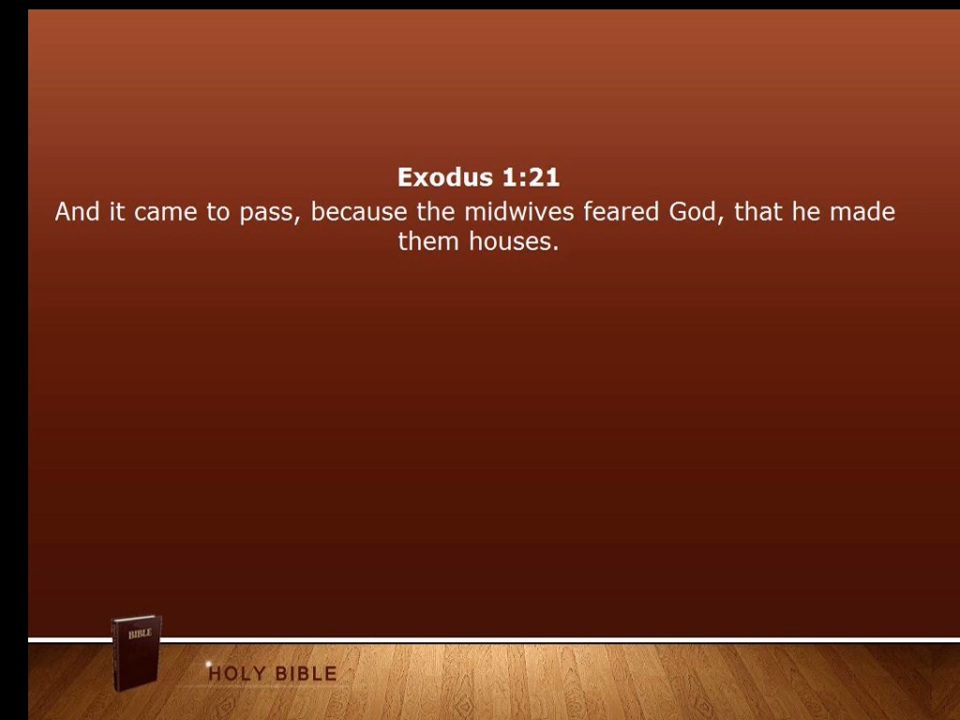 Exodus 1:21
And it came to pass, because the midwives feared God, that he made
them houses.
BIBLE
HOLY BIBLE